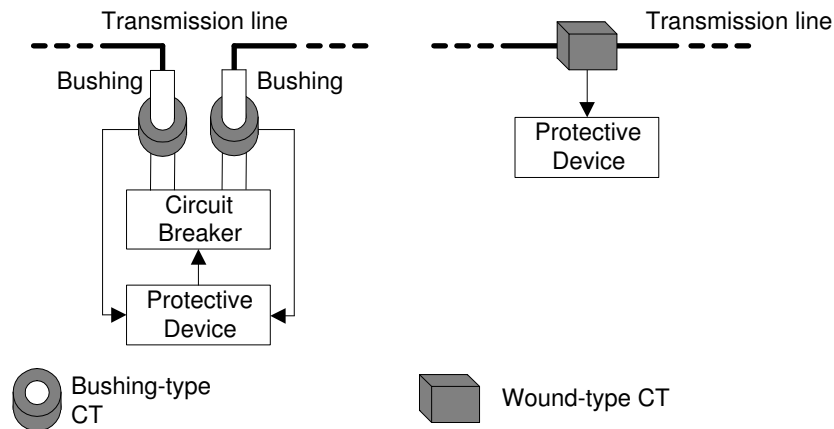 Transmission line
Bushing
Bushing
Circuit
Breaker
Protective
Device
Transmission line
Protective
Device
Bushing-type
CT
Wound-type CT